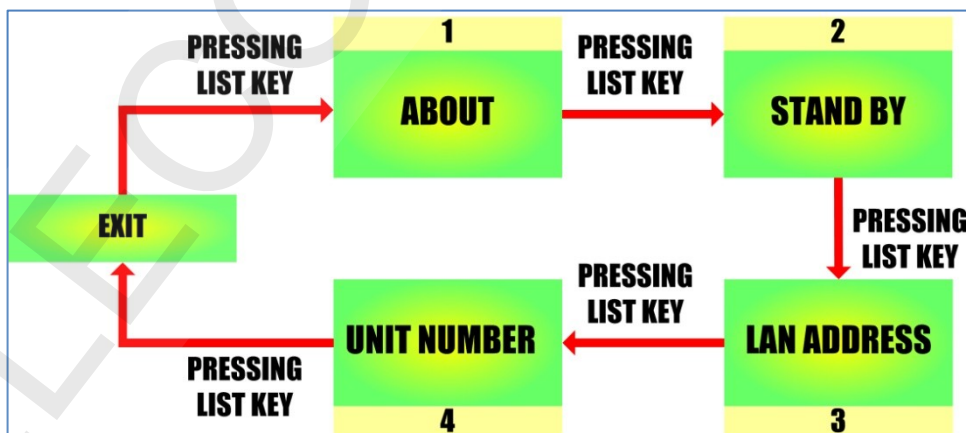 1
ABOUT
PRESSING
LIST KEY
2
STAND BY
PRESSING
LIST KEY
3
LAN ADDRESS
PRESSING
LIST KEY
4
UNIT NUMBER
PRESSING
LIST KEY
EXIT
PRESSING
LIST KEY